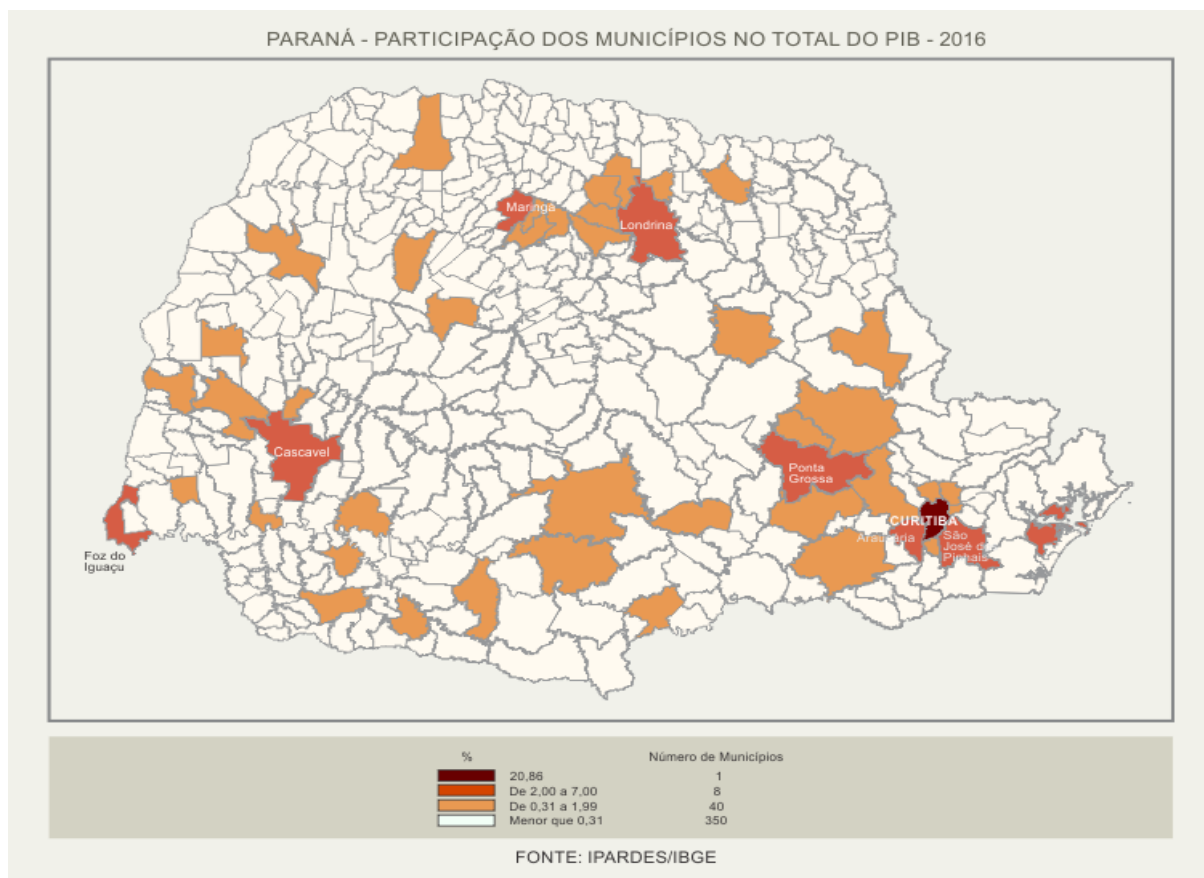 PARANÁ - PARTICIPAÇÃO DOS MUNICÍPIOS NO TOTAL DO PIB - 2016
Maringá
Londrina
Cascavel
Ponta
Grossa
CURITIBA
Araucária
São
José d
Pinhais
Foz do
Iguaçu
% Número de Municípios
20,86 1
De 2,00 a 7,00 8
De 0,31 a 1,99 40
Menor que 0,31 350
FONTE: IPARDES/IBGE